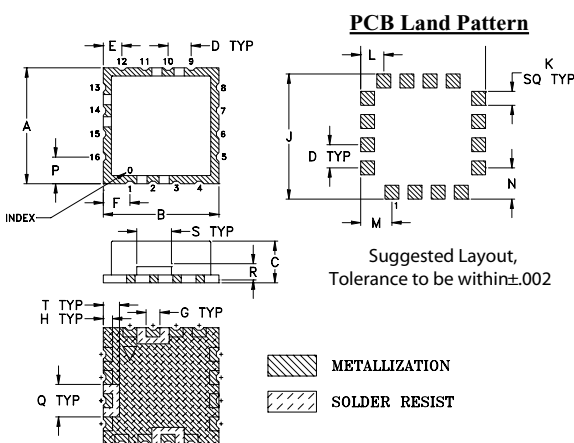 PCB Land Pattern
E
D TYP
12 11 10 9
13
14
15
16
8
7
6
5
A
P
0
1 2 3 4
INDEX
F
B
S TYP
R
C
T TYP
H TYP
G TYP
Q TYP
L
K
SQ TYP
J
D TYP
N
1
M
Suggested Layout,
Tolerance to be within±.002
METALLIZATION
SOLDER RESIST